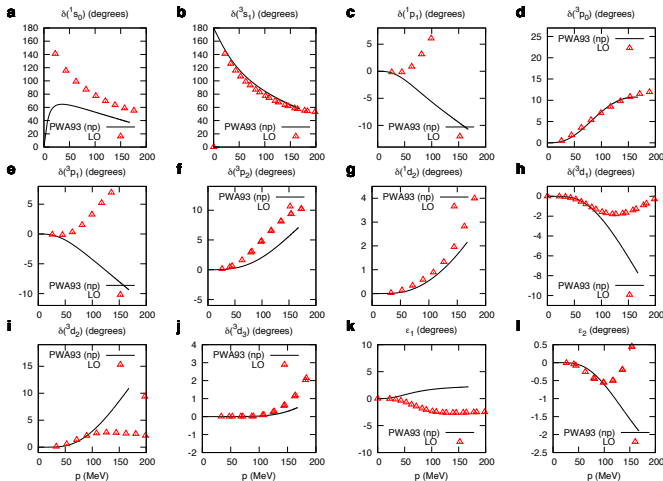 a δ(¹s₀) (degrees)
180
160
140
120
100
80
60
40
20
0
PWA93 (np)
LO
0 50 100 150 200
b δ(³s₁) (degrees)
180
160
140
120
100
80
60
40
20
0
PWA93 (np)
LO
0 50 100 150 200
c δ(¹p₁) (degrees)
5
0
-5
-10
PWA93 (np)
LO
0 50 100 150 200
d δ(³p₀) (degrees)
25
20
15
10
5
0
PWA93 (np)
LO
0 50 100 150 200
e δ(³p₁) (degrees)
5
0
-5
-10
PWA93 (np)
LO
0 50 100 150 200
f δ(³p₂) (degrees)
10
5
0
PWA93 (np)
LO
0 50 100 150 200
g δ(¹d₂) (degrees)
4
3
2
1
0
PWA93 (np)
LO
0 50 100 150 200
h δ(³d₁) (degrees)
0
-2
-4
-6
-8
-10
PWA93 (np)
LO
0 50 100 150 200
i δ(³d₂) (degrees)
15
10
5
0
PWA93 (np)
LO
0 50 100 150 200
p (MeV)
j δ(³d₃) (degrees)
4
3
2
1
0
-1
-2
PWA93 (np)
LO
0 50 100 150 200
p (MeV)
k ε₁ (degrees)
10
5
0
-5
-10
PWA93 (np)
LO
0 50 100 150 200
p (MeV)
l ε₂ (degrees)
0.5
0
-0.5
-1
-1.5
-2
-2.5
PWA93 (np)
LO
0 50 100 150 200
p (MeV)